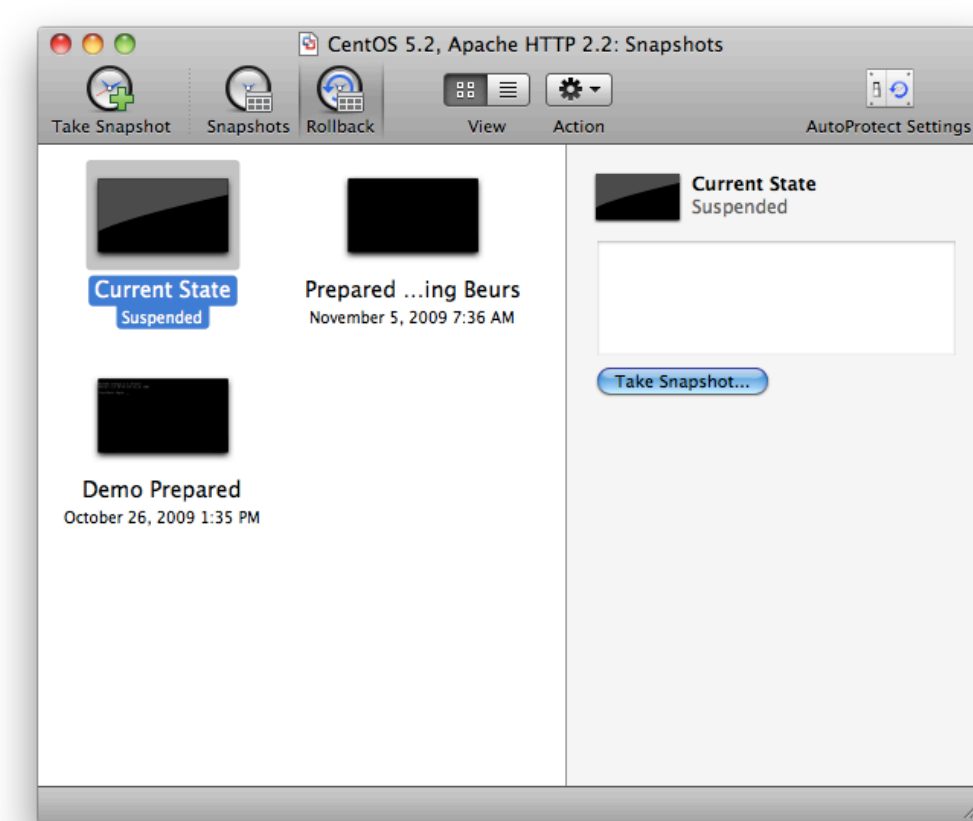 CentOS 5.2, Apache HTTP 2.2: Snapshots
Take Snapshot
Snapshots
Rollback
View
Action
AutoProtect Settings
Current State
Suspended
Prepared ...ing Beurs
November 5, 2009 7:36 AM
Demo Prepared
October 26, 2009 1:35 PM
Current State
Suspended
Take Snapshot...